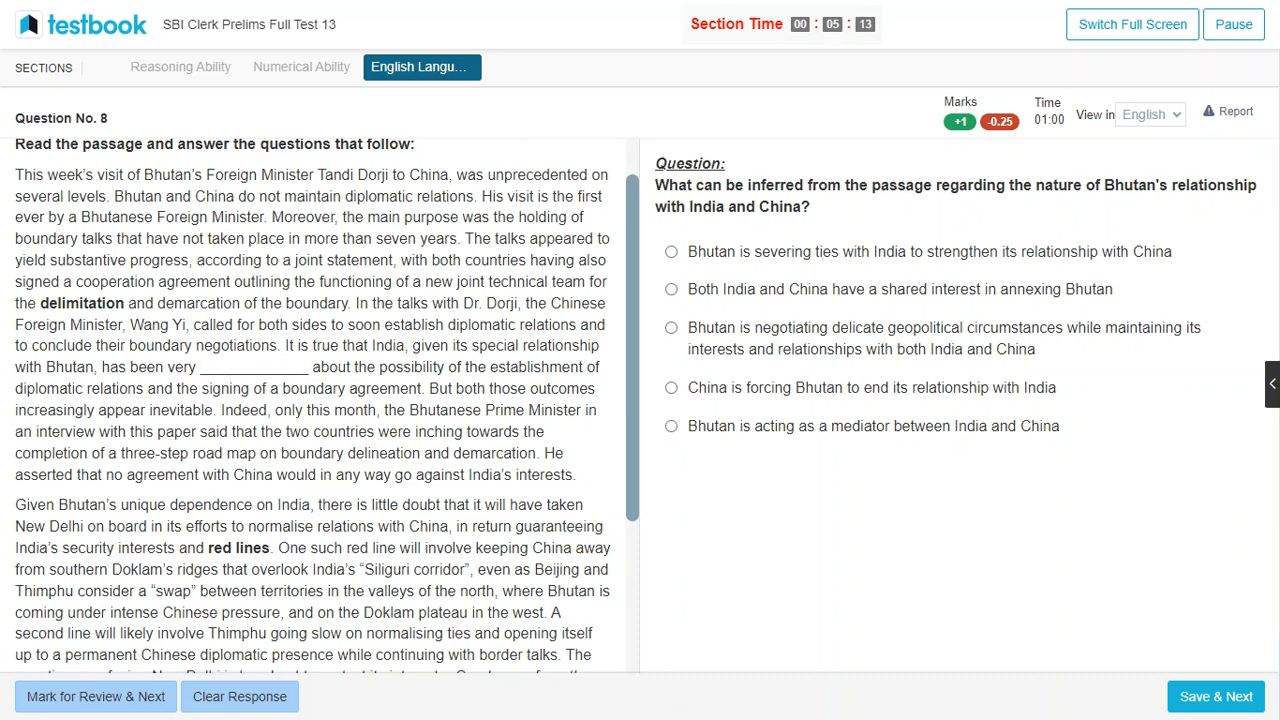 testbook
SBI Clerk Prelims Full Test 13
Section Time 00 : 05 : 13
Switch Full Screen
Pause
SECTIONS
Reasoning Ability
Numerical Ability
English Langu...
Question No. 8
Marks
+1
-0.25
Time
01:00
View in
English
Report
Read the passage and answer the questions that follow:
This week's visit of Bhutan's Foreign Minister Tandi Dorji to China, was unprecedented on
several levels. Bhutan and China do not maintain diplomatic relations. His visit is the first
ever by a Bhutanese Foreign Minister. Moreover, the main purpose was the holding of
boundary talks that have not taken place in more than seven years. The talks appeared to
yield substantive progress, according to a joint statement, with both countries having also
signed a cooperation agreement outlining the functioning of a new joint technical team for
the delimitation and demarcation of the boundary. In the talks with Dr. Dorji, the Chinese
Foreign Minister, Wang Yi, called for both sides to soon establish diplomatic relations and
to conclude their boundary negotiations. It is true that India, given its special relationship
with Bhutan, has been very _____________ about the possibility of the establishment of
diplomatic relations and the signing of a boundary agreement. But both those outcomes
increasingly appear inevitable. Indeed, only this month, the Bhutanese Prime Minister in
an interview with this paper said that the two countries were inching towards the
completion of a three-step road map on boundary delineation and demarcation. He
asserted that no agreement with China would in any way go against India's interests.
Given Bhutan's unique dependence on India, there is little doubt that it will have taken
New Delhi on board in its efforts to normalise relations with China, in return guaranteeing
India's security interests and red lines. One such red line will involve keeping China away
from southern Doklam's ridges that overlook India's "Siliguri corridor", even as Beijing and
Thimphu consider a "swap" between territories in the valleys of the north, where Bhutan is
coming under intense Chinese pressure, and on the Doklam plateau in the west. A
second line will likely involve Thimphu going slow on normalising ties and opening itself
up to a permanent Chinese diplomatic presence while continuing with border talks. The
Question:
What can be inferred from the passage regarding the nature of Bhutan's relationship
with India and China?
Bhutan is severing ties with India to strengthen its relationship with China
Both India and China have a shared interest in annexing Bhutan
Bhutan is negotiating delicate geopolitical circumstances while maintaining its
interests and relationships with both India and China
China is forcing Bhutan to end its relationship with India
Bhutan is acting as a mediator between India and China
Mark for Review & Next
Clear Response
Save & Next